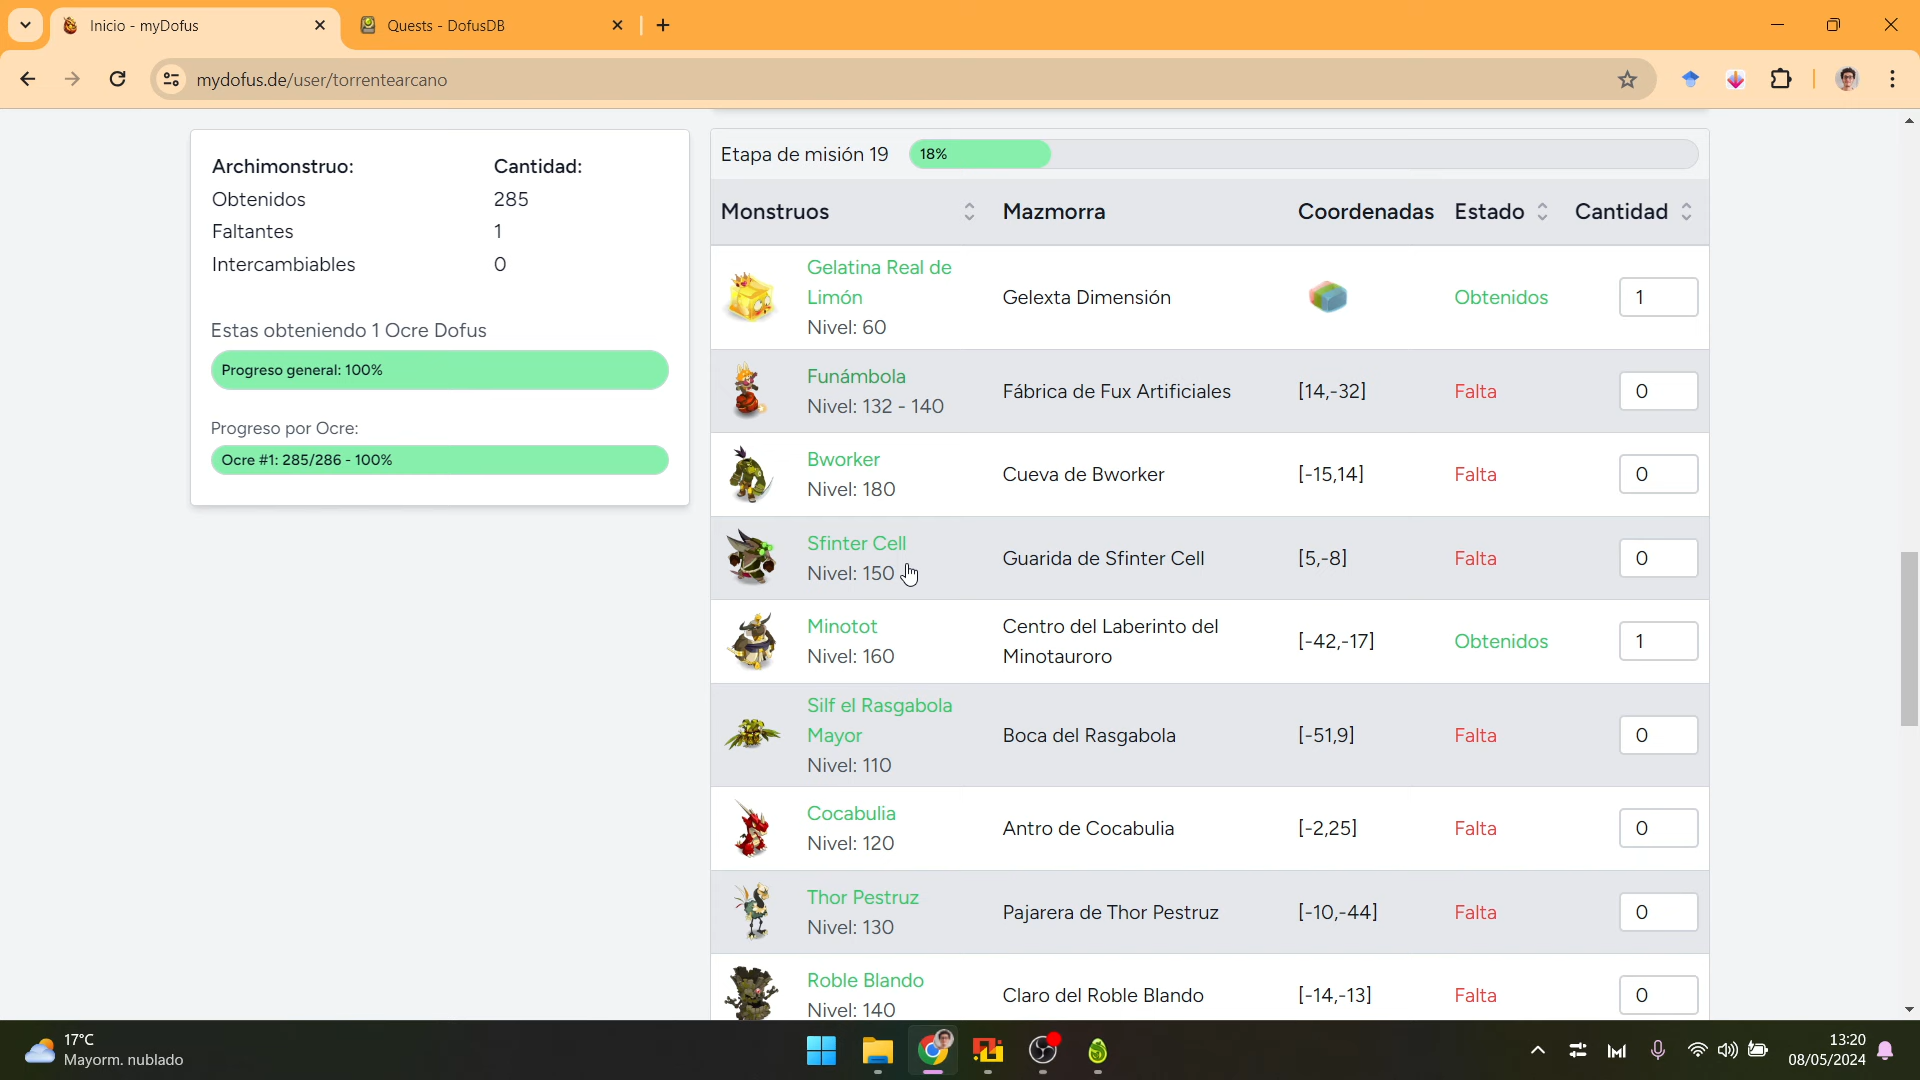 Inicio - myDofus
Quests - DofusDB
mydofus.de/user/torrentearcano
Archimonstruo: Cantidad:
Obtenidos 285
Faltantes 1
Intercambiables 0
Estas obteniendo 1 Ocre Dofus
Progreso general: 100%
Progreso por Ocre:
Ocre #1: 285/286 - 100%
Etapa de misión 19 18%
Monstruos Mazmorra Coordenadas Estado Cantidad
Gelatina Real de
Limón
Nivel: 60
Gelexta Dimensión Obtenidos 1
Funámbola
Nivel: 132 - 140
Fábrica de Fux Artificiales [14,-32] Falta 0
Bworker
Nivel: 180
Cueva de Bworker [-15,14] Falta 0
Sfinter Cell
Nivel: 150
Guarida de Sfinter Cell [5,-8] Falta 0
Minotot
Nivel: 160
Centro del Laberinto del
Minotauroro
[-42,-17] Obtenidos 1
Silf el Rasgabola
Mayor
Nivel: 110
Boca del Rasgabola [-51,9] Falta 0
Cocabulia
Nivel: 120
Antro de Cocabulia [-2,25] Falta 0
Thor Pestruz
Nivel: 130
Pajarera de Thor Pestruz [-10,-44] Falta 0
Roble Blando
Nivel: 140
Claro del Roble Blando [-14,-13] Falta 0
17°C
Mayorm. nublado
13:20
08/05/2024